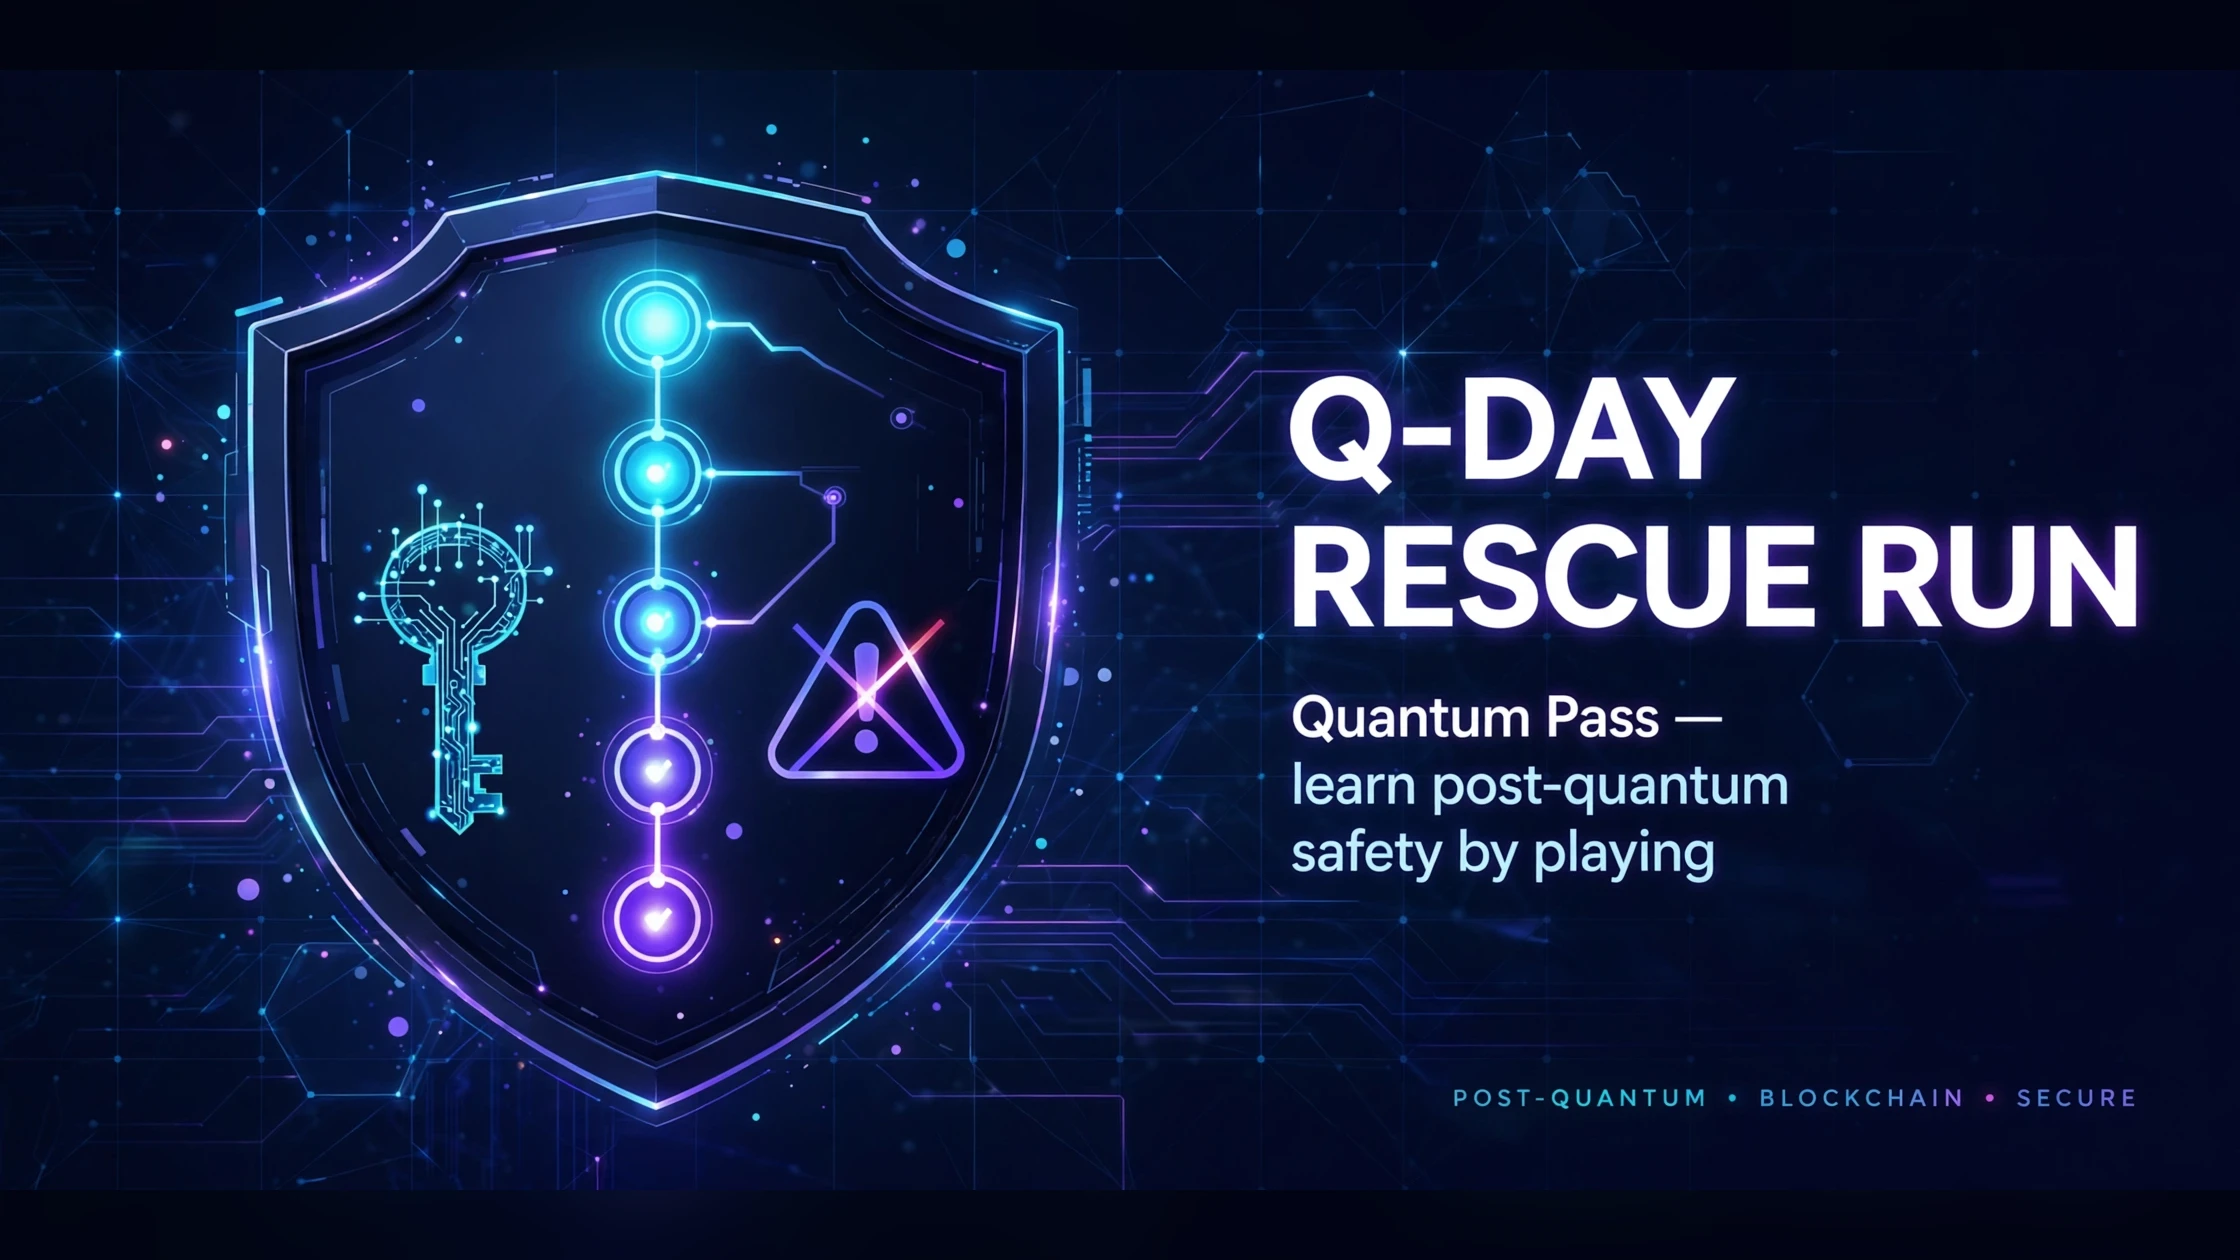 Q-DAY
RESCUE RUN
Quantum Pass —
learn post-quantum
safety by playing
POST-QUANTUM • BLOCKCHAIN • SECURE